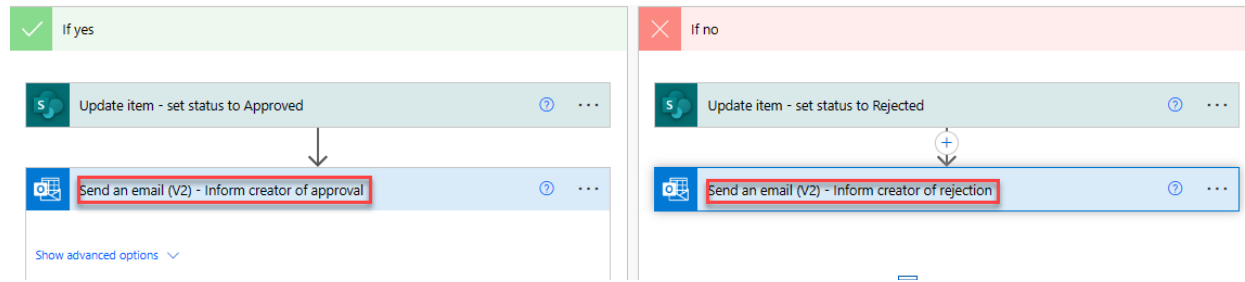 If yes
Update item - set status to Approved
Send an email (V2) - Inform creator of approval
Show advanced options
If no
Update item - set status to Rejected
Send an email (V2) - Inform creator of rejection